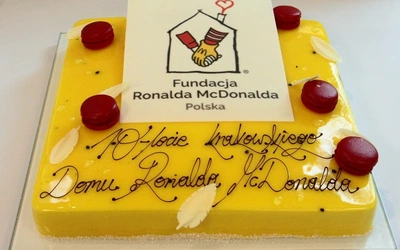 Fundacja
Ronalda McDonalda
Polska
10-lecie krakowskiego
Domu Ronalda McDonalda